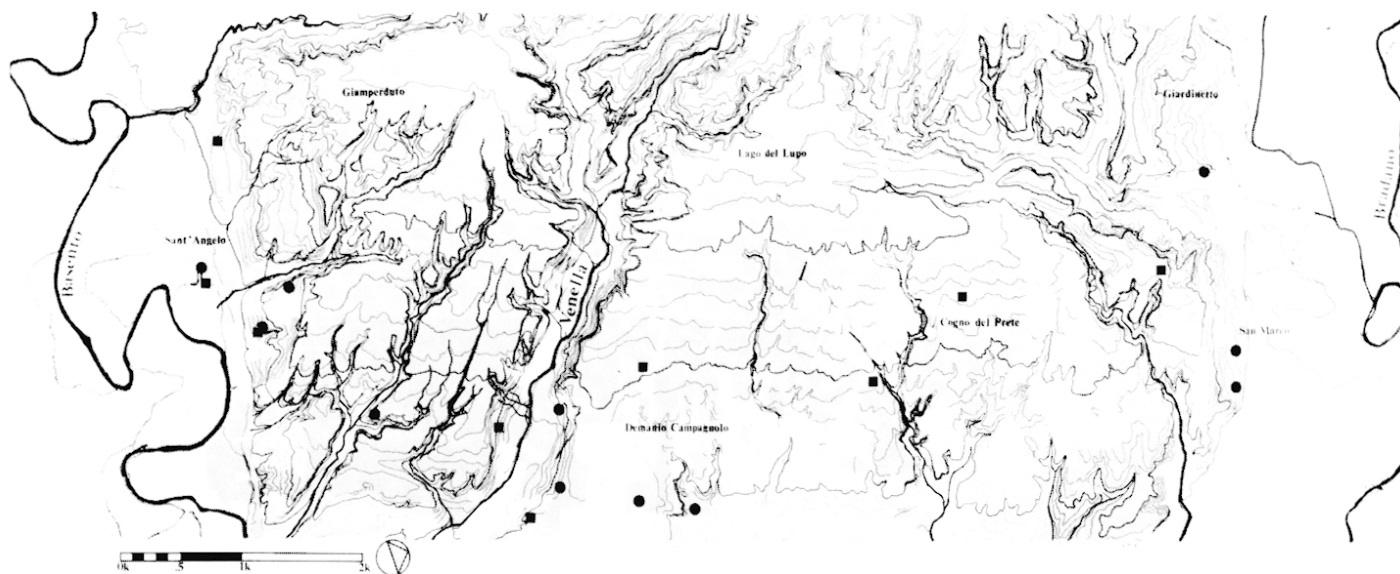 Giamperduto
Giardinetto
Lago del Lupo
Basento
Bradano
Sant'Angelo
Venella
Cogno del Prete
San Marco
Demanio Campagnolo
0k .5 1k 2k